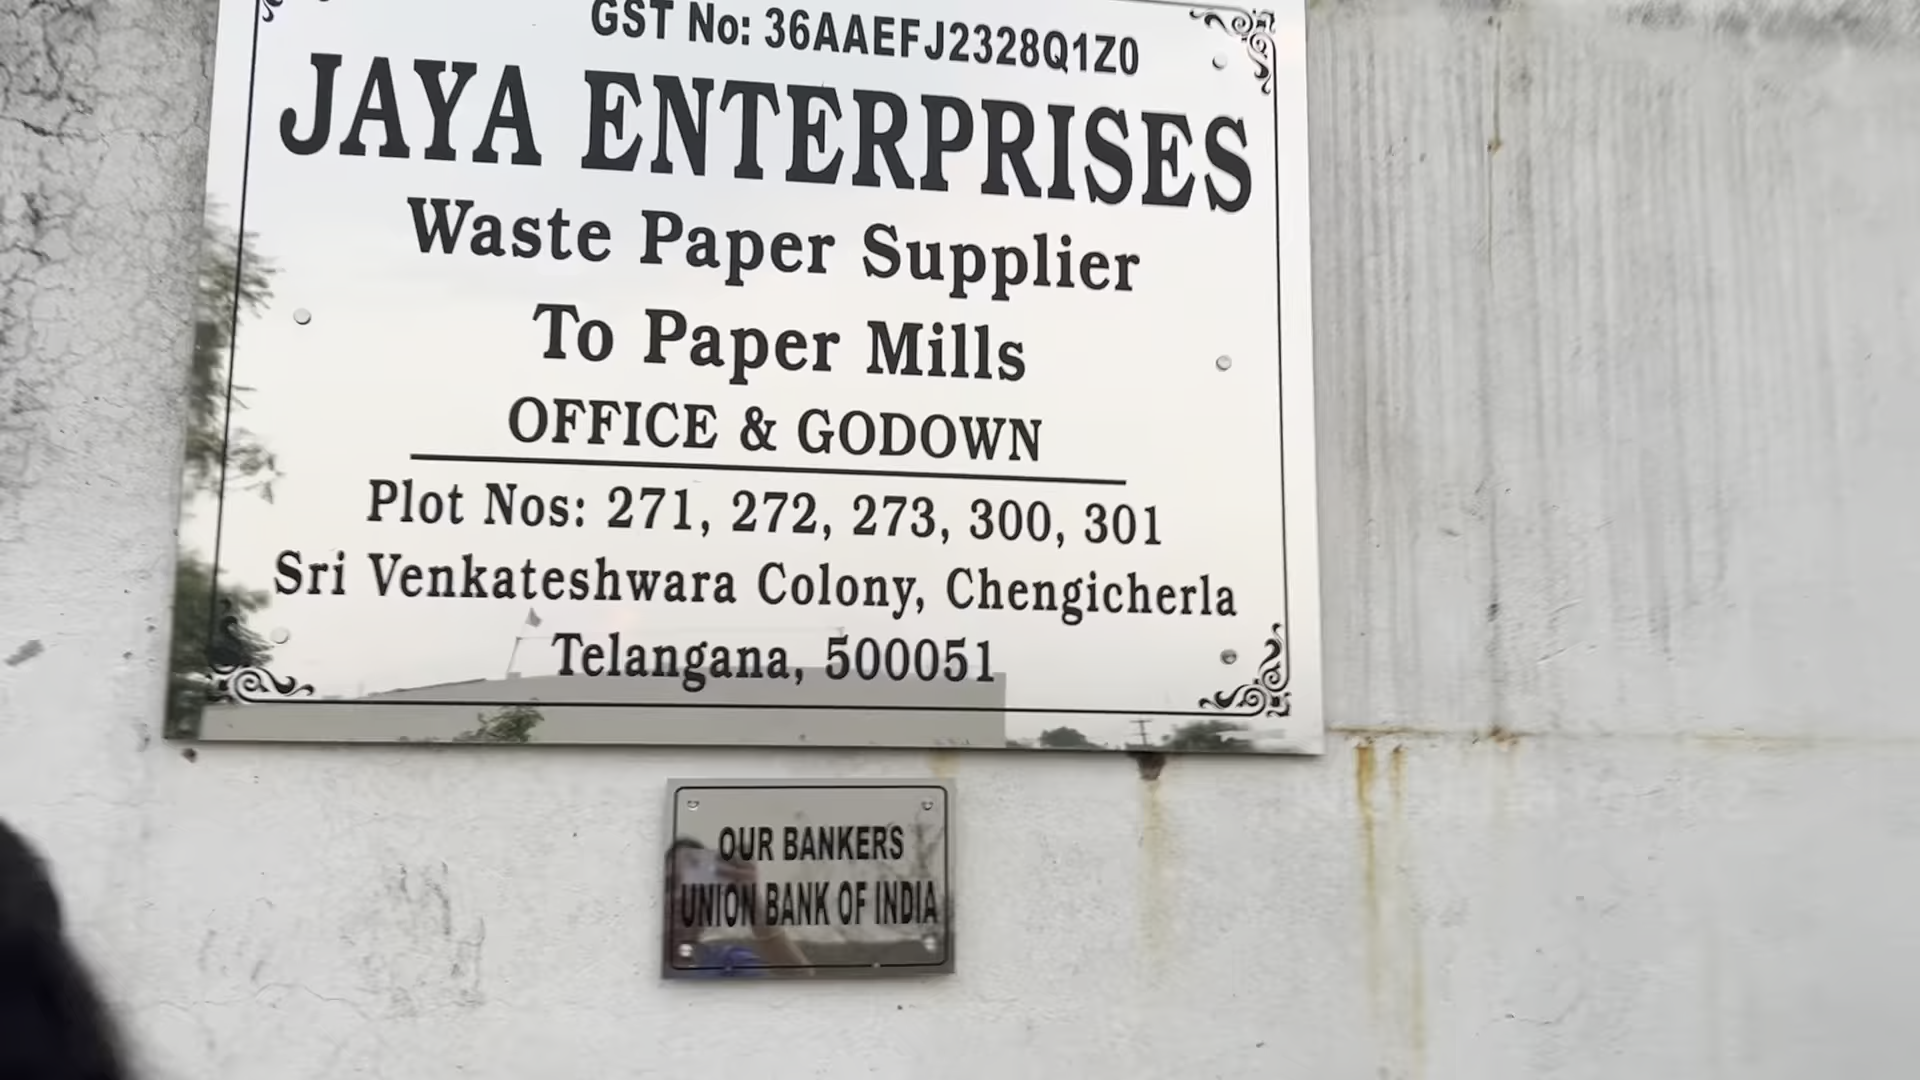 GST No: 36AAEFJ2328Q1Z0
JAYA ENTERPRISES
Waste Paper Supplier
To Paper Mills
OFFICE & GODOWN
Plot Nos: 271, 272, 273, 300, 301
Sri Venkateshwara Colony, Chengicherla
Telangana, 500051
OUR BANKERS
UNION BANK OF INDIA